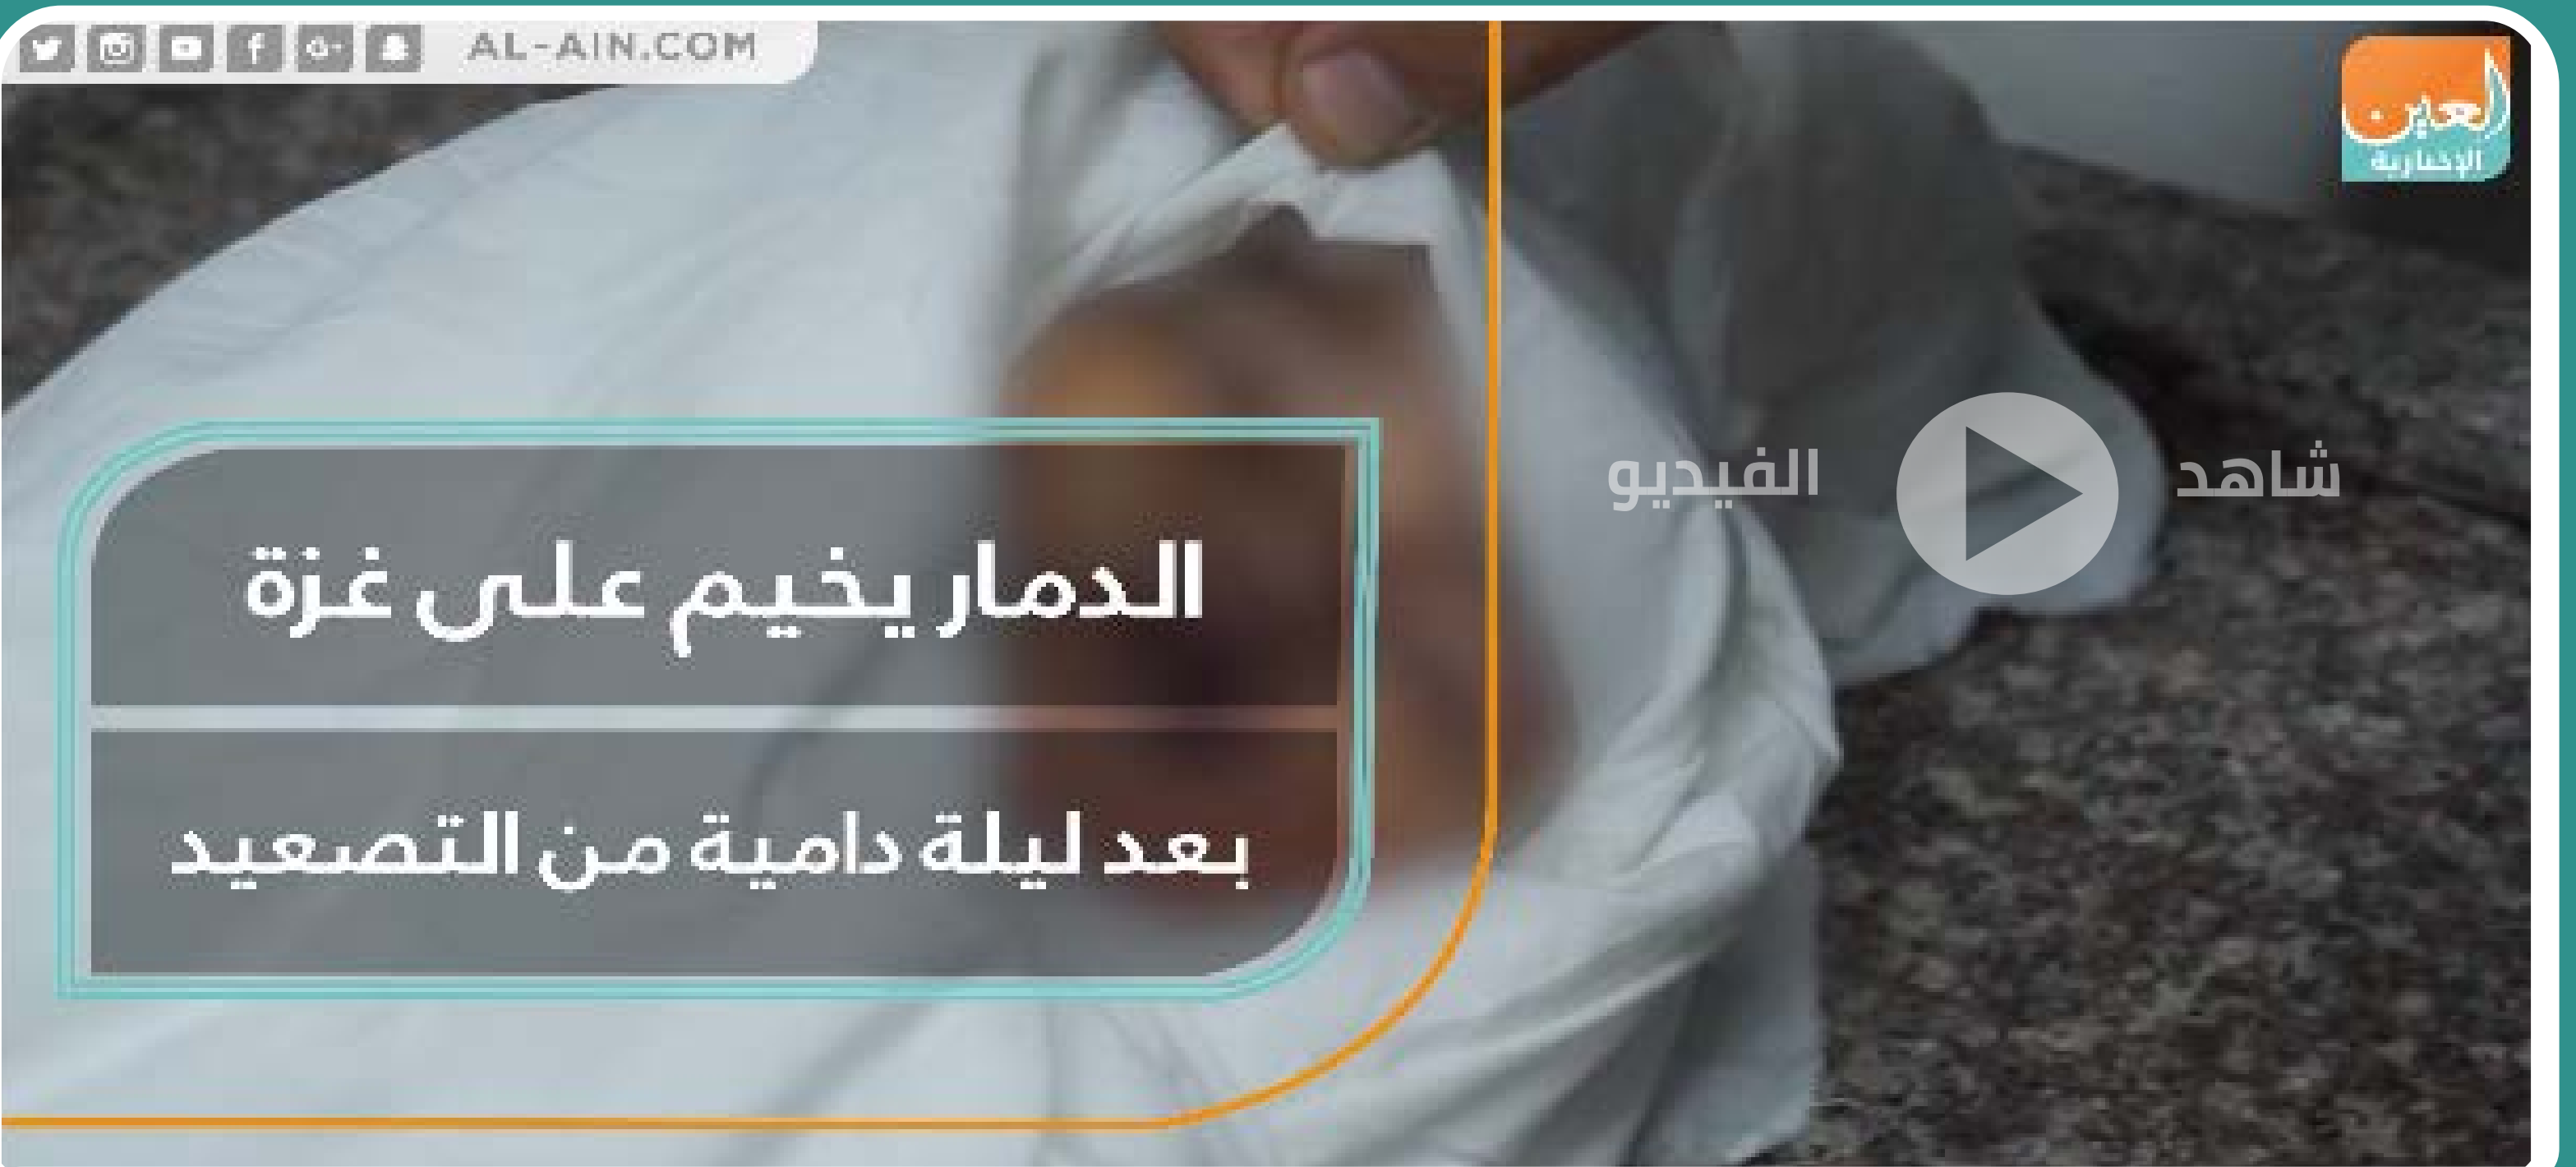 AL-AIN.COM
العين
الإخبارية
شاهد الفيديو
الدمار يخيم على غزة
بعد ليلة دامية من التصعيد